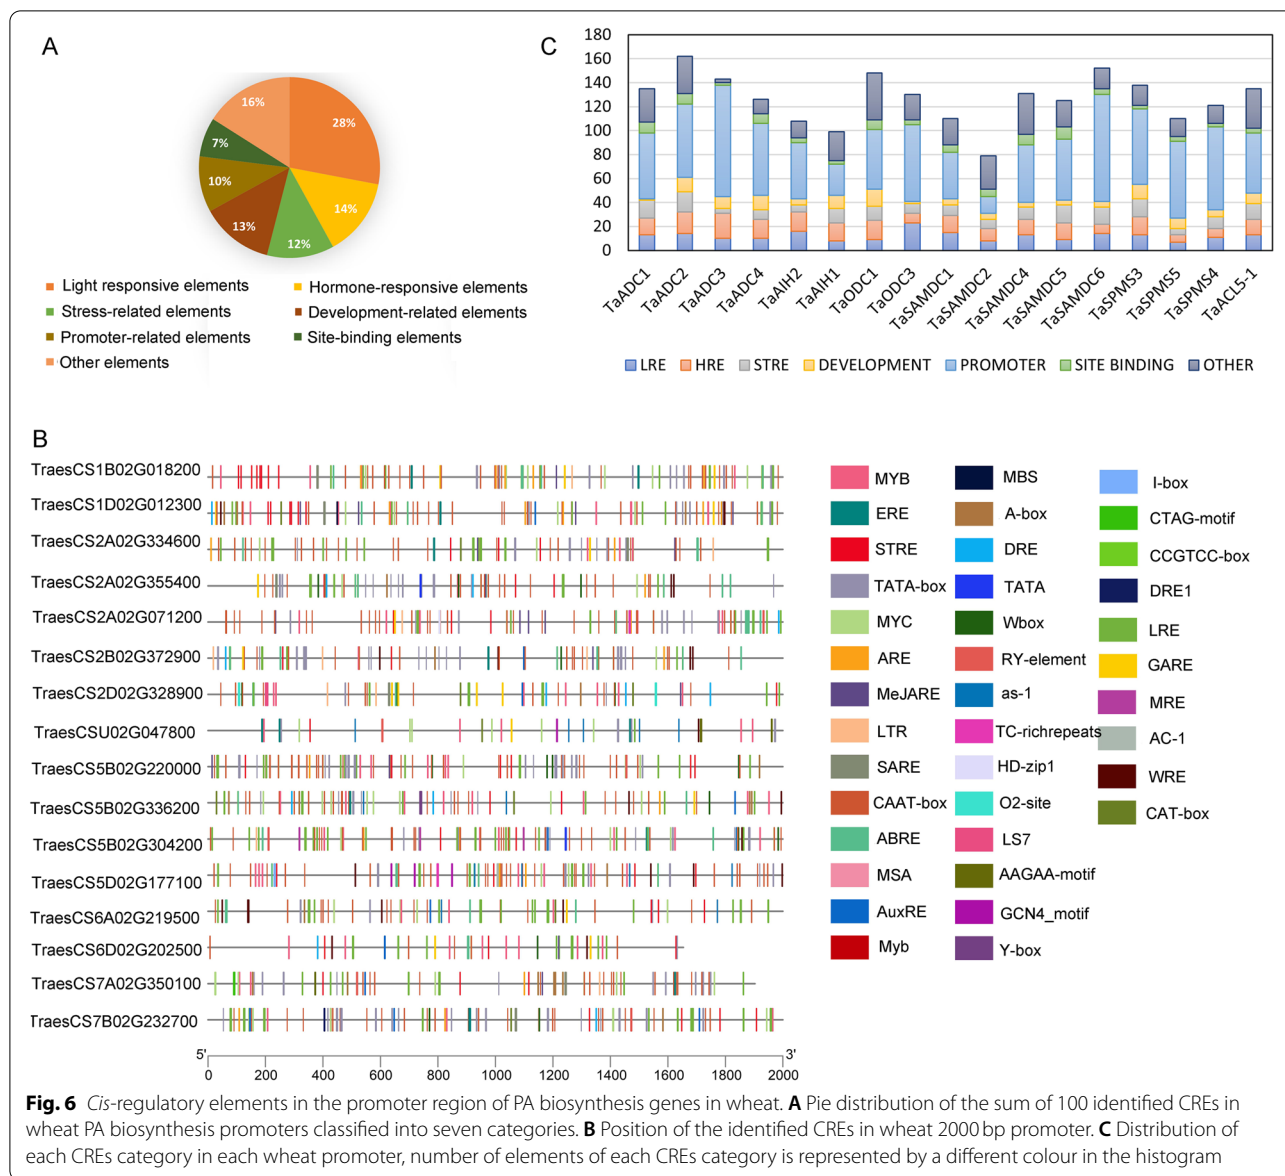 A
16%
28%
7%
10%
14%
13%
12%
Light responsive elements
Hormone-responsive elements
Stress-related elements
Development-related elements
Promoter-related elements
Site-binding elements
Other elements
C
180
160
140
120
100
80
60
40
20
0
TaADC1
TaADC2
TaADC3
TaADC4
TaAIH2
TaAIH1
TaODC1
TaODC3
TaSAMDC1
TaSAMDC2
TaSAMDC4
TaSAMDC5
TaSAMDC6
TaSPMS3
TaSPMS5
TaSPMS4
TaACL5-1
LRE HRE STRE DEVELOPMENT PROMOTER SITE BINDING OTHER
B
TraesCS1B02G018200
TraesCS1D02G012300
TraesCS2A02G334600
TraesCS2A02G355400
TraesCS2A02G071200
TraesCS2B02G372900
TraesCS2D02G328900
TraesCSU02G047800
TraesCS5B02G220000
TraesCS5B02G336200
TraesCS5B02G304200
TraesCS5D02G177100
TraesCS6A02G219500
TraesCS6D02G202500
TraesCS7A02G350100
TraesCS7B02G232700
5'
3'
0 200 400 600 800 1000 1200 1400 1600 1800 2000
MYB
ERE
STRE
TATA-box
MYC
ARE
MeJARE
LTR
SARE
CAAT-box
ABRE
MSA
AuxRE
Myb
MBS
A-box
DRE
TATA
Wbox
RY-element
as-1
TC-richrepeats
HD-zip1
O2-site
LS7
AAGAA-motif
GCN4_motif
Y-box
I-box
CTAG-motif
CCGTCC-box
DRE1
LRE
GARE
MRE
AC-1
WRE
CAT-box
Fig. 6 Cis-regulatory elements in the promoter region of PA biosynthesis genes in wheat. A Pie distribution of the sum of 100 identified CREs in
wheat PA biosynthesis promoters classified into seven categories. B Position of the identified CREs in wheat 2000 bp promoter. C Distribution of
each CREs category in each wheat promoter, number of elements of each CREs category is represented by a different colour in the histogram